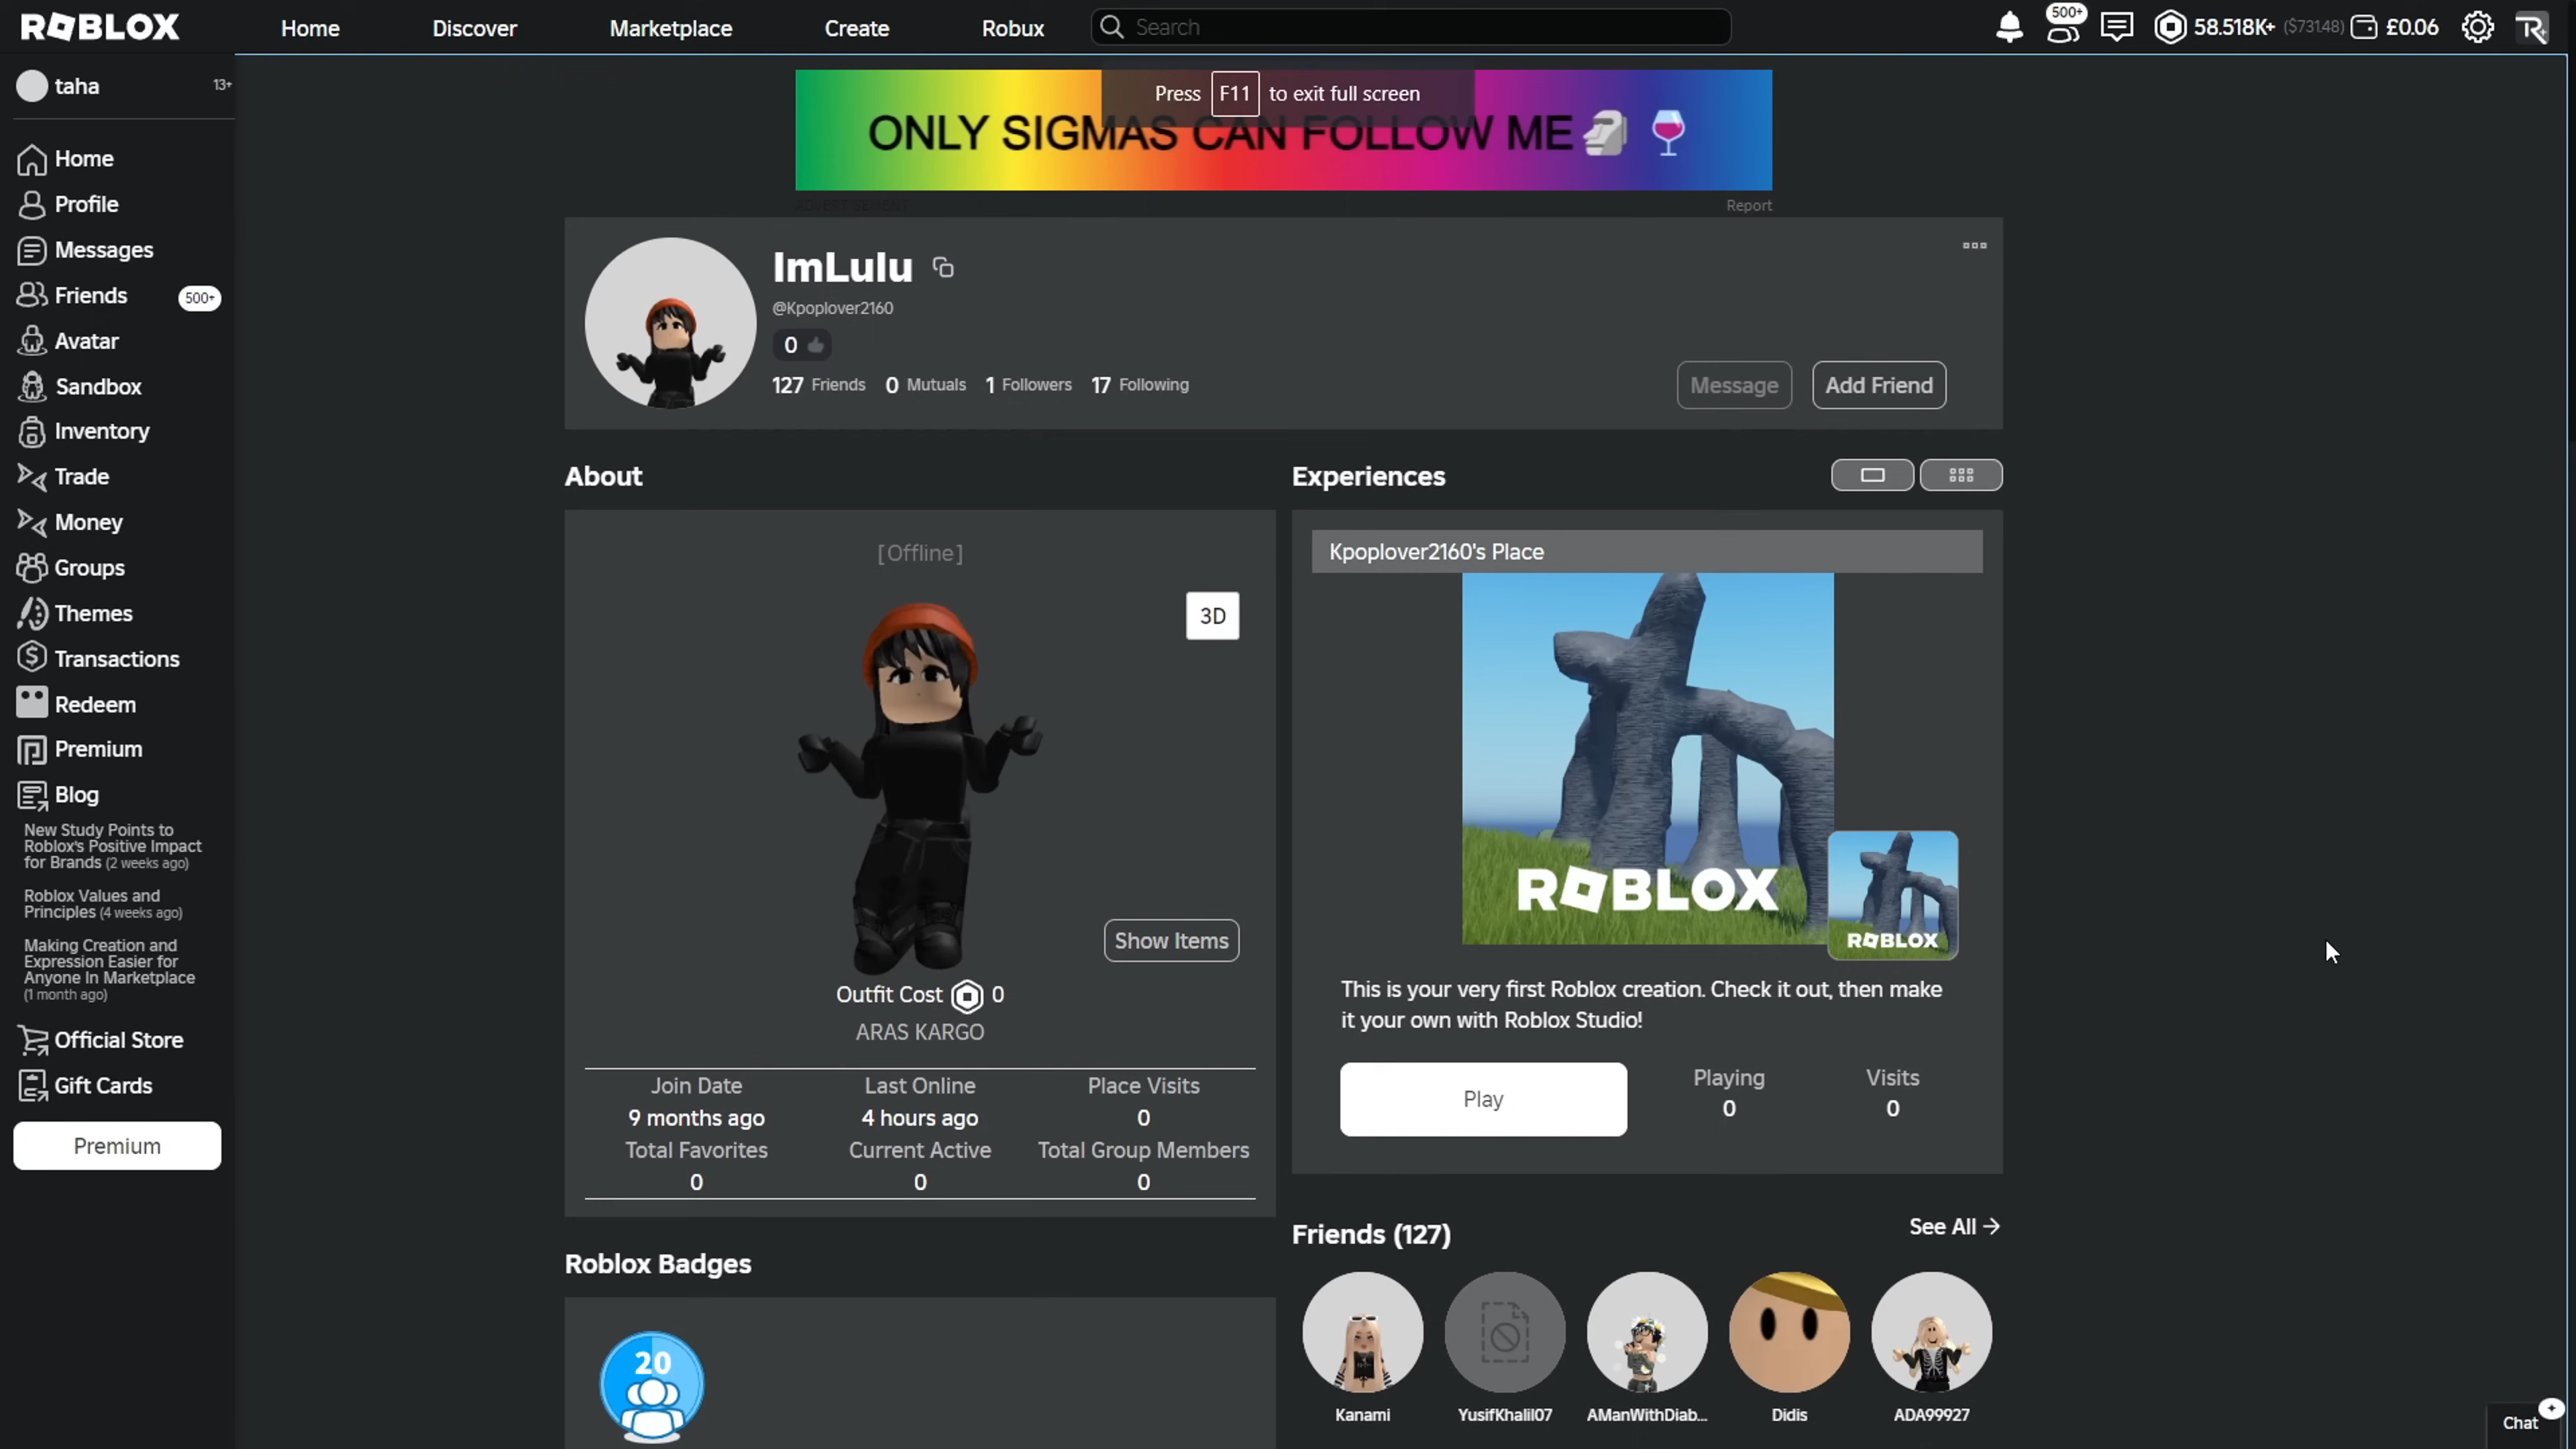 ROBLOX
Home
Discover
Marketplace
Create
Robux
Search
500+
58.518K+ ($731.48) £0.06
taha
13+
Home
Profile
Messages
Friends
500+
Avatar
Sandbox
Inventory
Trade
Money
Groups
Themes
Transactions
Redeem
Premium
Blog
New Study Points to
Roblox's Positive Impact
for Brands (2 weeks ago)
Roblox Values and
Principles (4 weeks ago)
Making Creation and
Expression Easier for
Anyone In Marketplace
(1 month ago)
Official Store
Gift Cards
Premium
Press F11 to exit full screen
ONLY SIGMAS CAN FOLLOW ME🗿🍷
ADVERTISEMENT
Report
ImLulu
@Kpoplover2160
0
127 Friends 0 Mutuals 1 Followers 17 Following
Message
Add Friend
About
[Offline]
3D
Show Items
Outfit Cost 0
ARAS KARGO
Join Date
Last Online
Place Visits
9 months ago
4 hours ago
0
Total Favorites
Current Active
Total Group Members
0
0
0
Roblox Badges
20
Experiences
Kpoplover2160's Place
ROBLOX
ROBLOX
This is your very first Roblox creation. Check it out, then make
it your own with Roblox Studio!
Play
Playing
Visits
0
0
Friends (127)
See All
Kanami
YusifKhalil07
AManWithDiab...
Didis
ADA99927
Chat